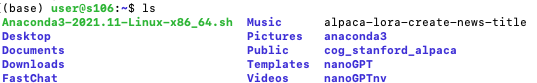 (base) user@s106:~$ ls
Anaconda3-2021.11-Linux-x86_64.sh Music alpaca-lora-create-news-title
Desktop Pictures anaconda3
Documents Public cog_stanford_alpaca
Downloads Templates nanoGPT
FastChat Videos nanoGPTnv